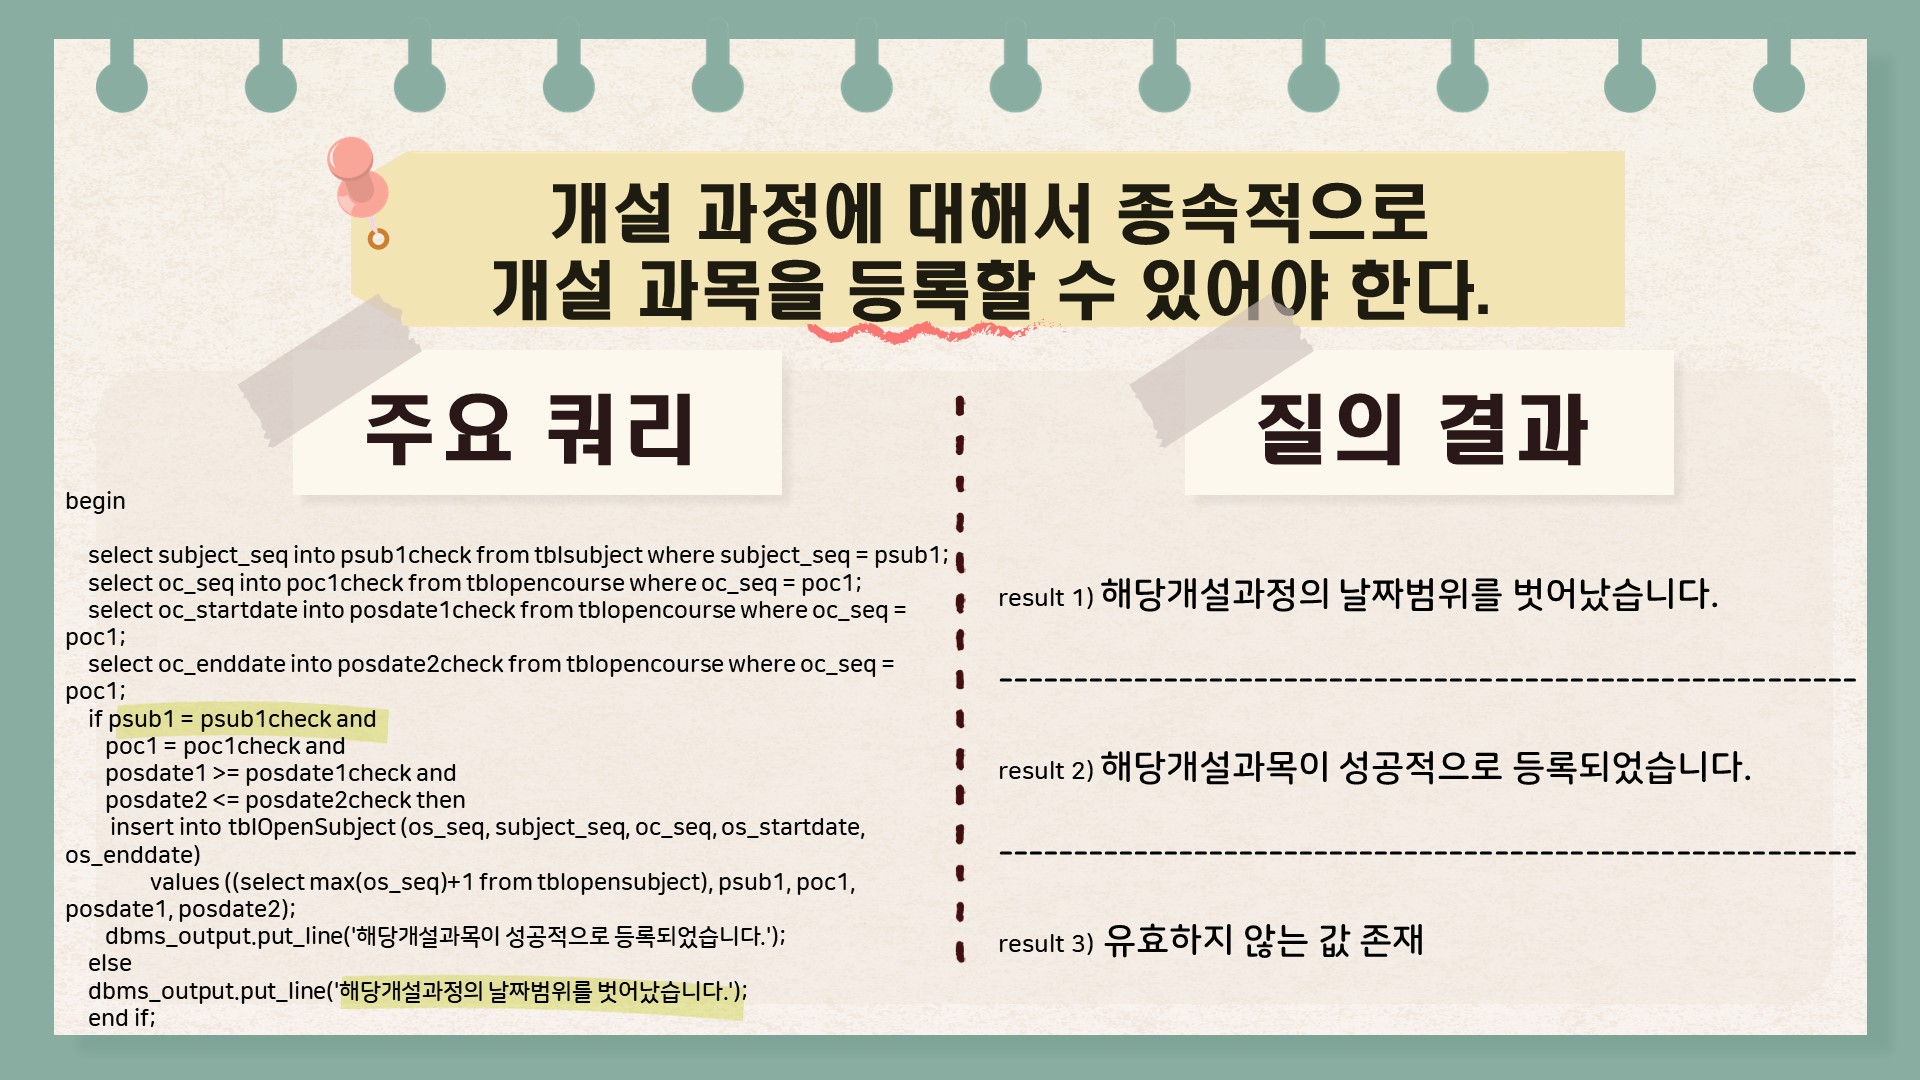 개설 과정에 대해서 종속적으로
개설 과목을 등록할 수 있어야 한다.
주요 쿼리
begin
select subject_seq into psub1check from tblsubject where subject_seq = psub1;
select oc_seq into poc1check from tblopencourse where oc_seq = poc1;
select oc_startdate into posdate1check from tblopencourse where oc_seq =
poc1;
select oc_enddate into posdate2check from tblopencourse where oc_seq =
poc1;
if psub1 = psub1check and
poc1 = poc1check and
posdate1 >= posdate1check and
posdate2 <= posdate2check then
insert into tblOpenSubject (os_seq, subject_seq, oc_seq, os_startdate,
os_enddate)
values ((select max(os_seq)+1 from tblopensubject), psub1, poc1,
posdate1, posdate2);
dbms_output.put_line('해당개설과목이 성공적으로 등록되었습니다.');
else
dbms_output.put_line('해당개설과정의 날짜범위를 벗어났습니다.');
end if;
질의 결과
result 1) 해당개설과정의 날짜범위를 벗어났습니다.
----------------------------------------------------------
result 2) 해당개설과목이 성공적으로 등록되었습니다.
----------------------------------------------------------
result 3) 유효하지 않는 값 존재